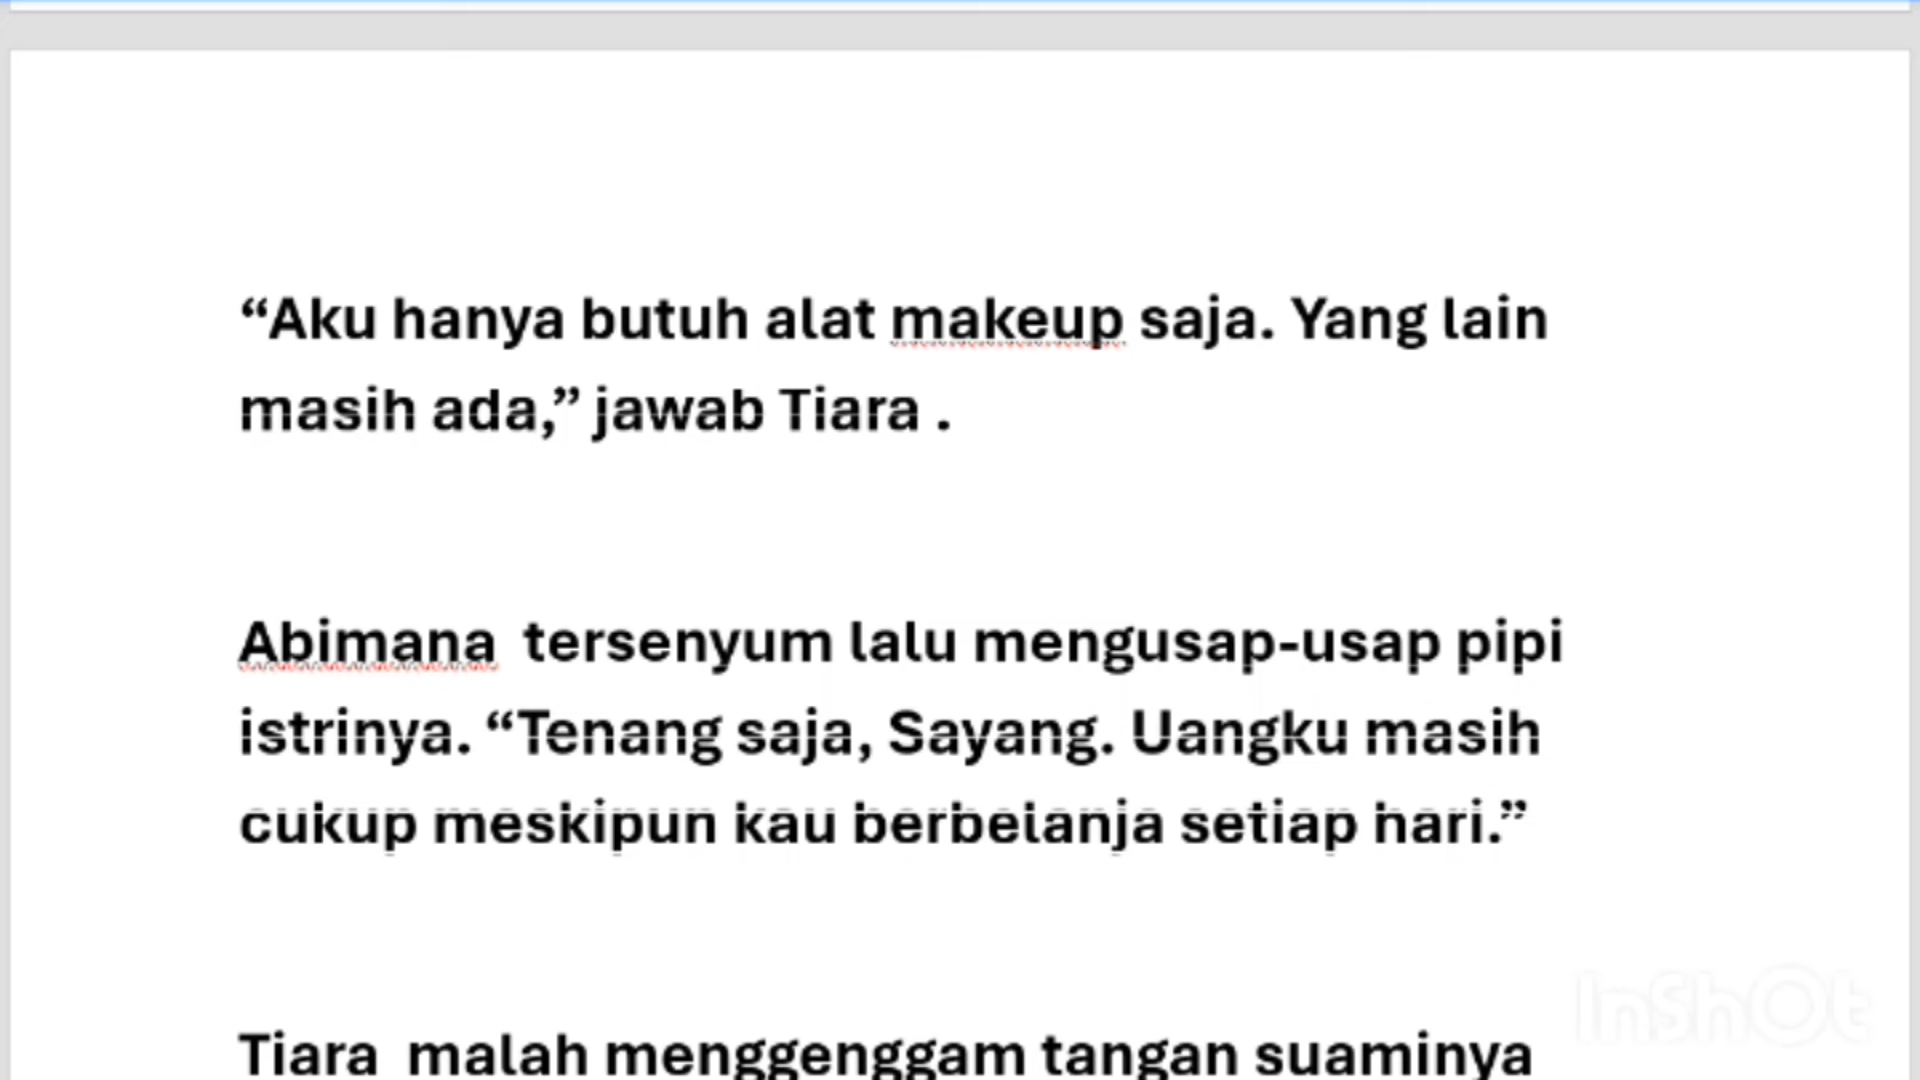 “Aku hanya butuh alat makeup saja. Yang lain
masih ada,” jawab Tiara .
Abimana  tersenyum lalu mengusap-usap pipi
istrinya. “Tenang saja, Sayang. Uangku masih
cukup meskipun kau berbelanja setiap hari.”
Tiara  malah menggenggam tangan suaminya
InShOt